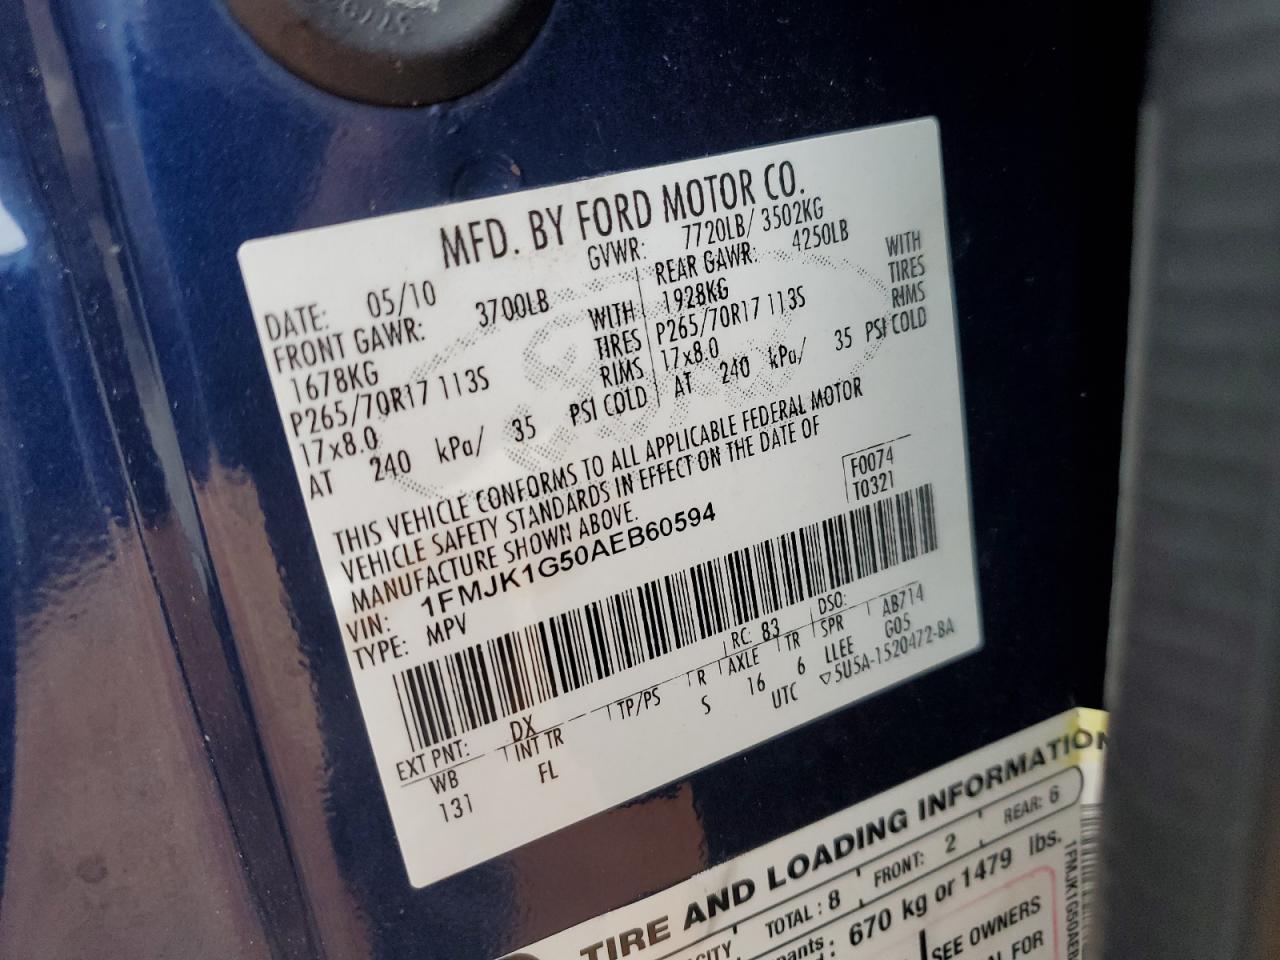 MFD. BY FORD MOTOR CO.
DATE: 05/10 GVWR: 7720LB/ 3502KG
FRONT GAWR: 3700LB REAR GAWR: 4250LB
1678KG WITH 1928KG WITH
P265/70R17 113S TIRES P265/70R17 113S TIRES
17x8.0 RIMS 17x8.0 RIMS
AT 240 kPa/ 35 PSI COLD AT 240 kPa/ 35 PSI COLD
THIS VEHICLE CONFORMS TO ALL APPLICABLE FEDERAL MOTOR
VEHICLE SAFETY STANDARDS IN EFFECT ON THE DATE OF
MANUFACTURE SHOWN ABOVE.
F0074
T0321
VIN: 1FMJK1G50AEB60594
TYPE: MPV
EXT PNT: DX RC: 83 DSO: AB714
WB INT TR TP/PS R AXLE TR SPR G05
131 FL S 16 6 LLEE
UTC ▽5U5A-1520472-BA
TIRE AND LOADING INFORMATION
TOTAL: 8 FRONT: 2 REAR: 6
670 kg or 1479 lbs.
SEE OWNERS
FOR